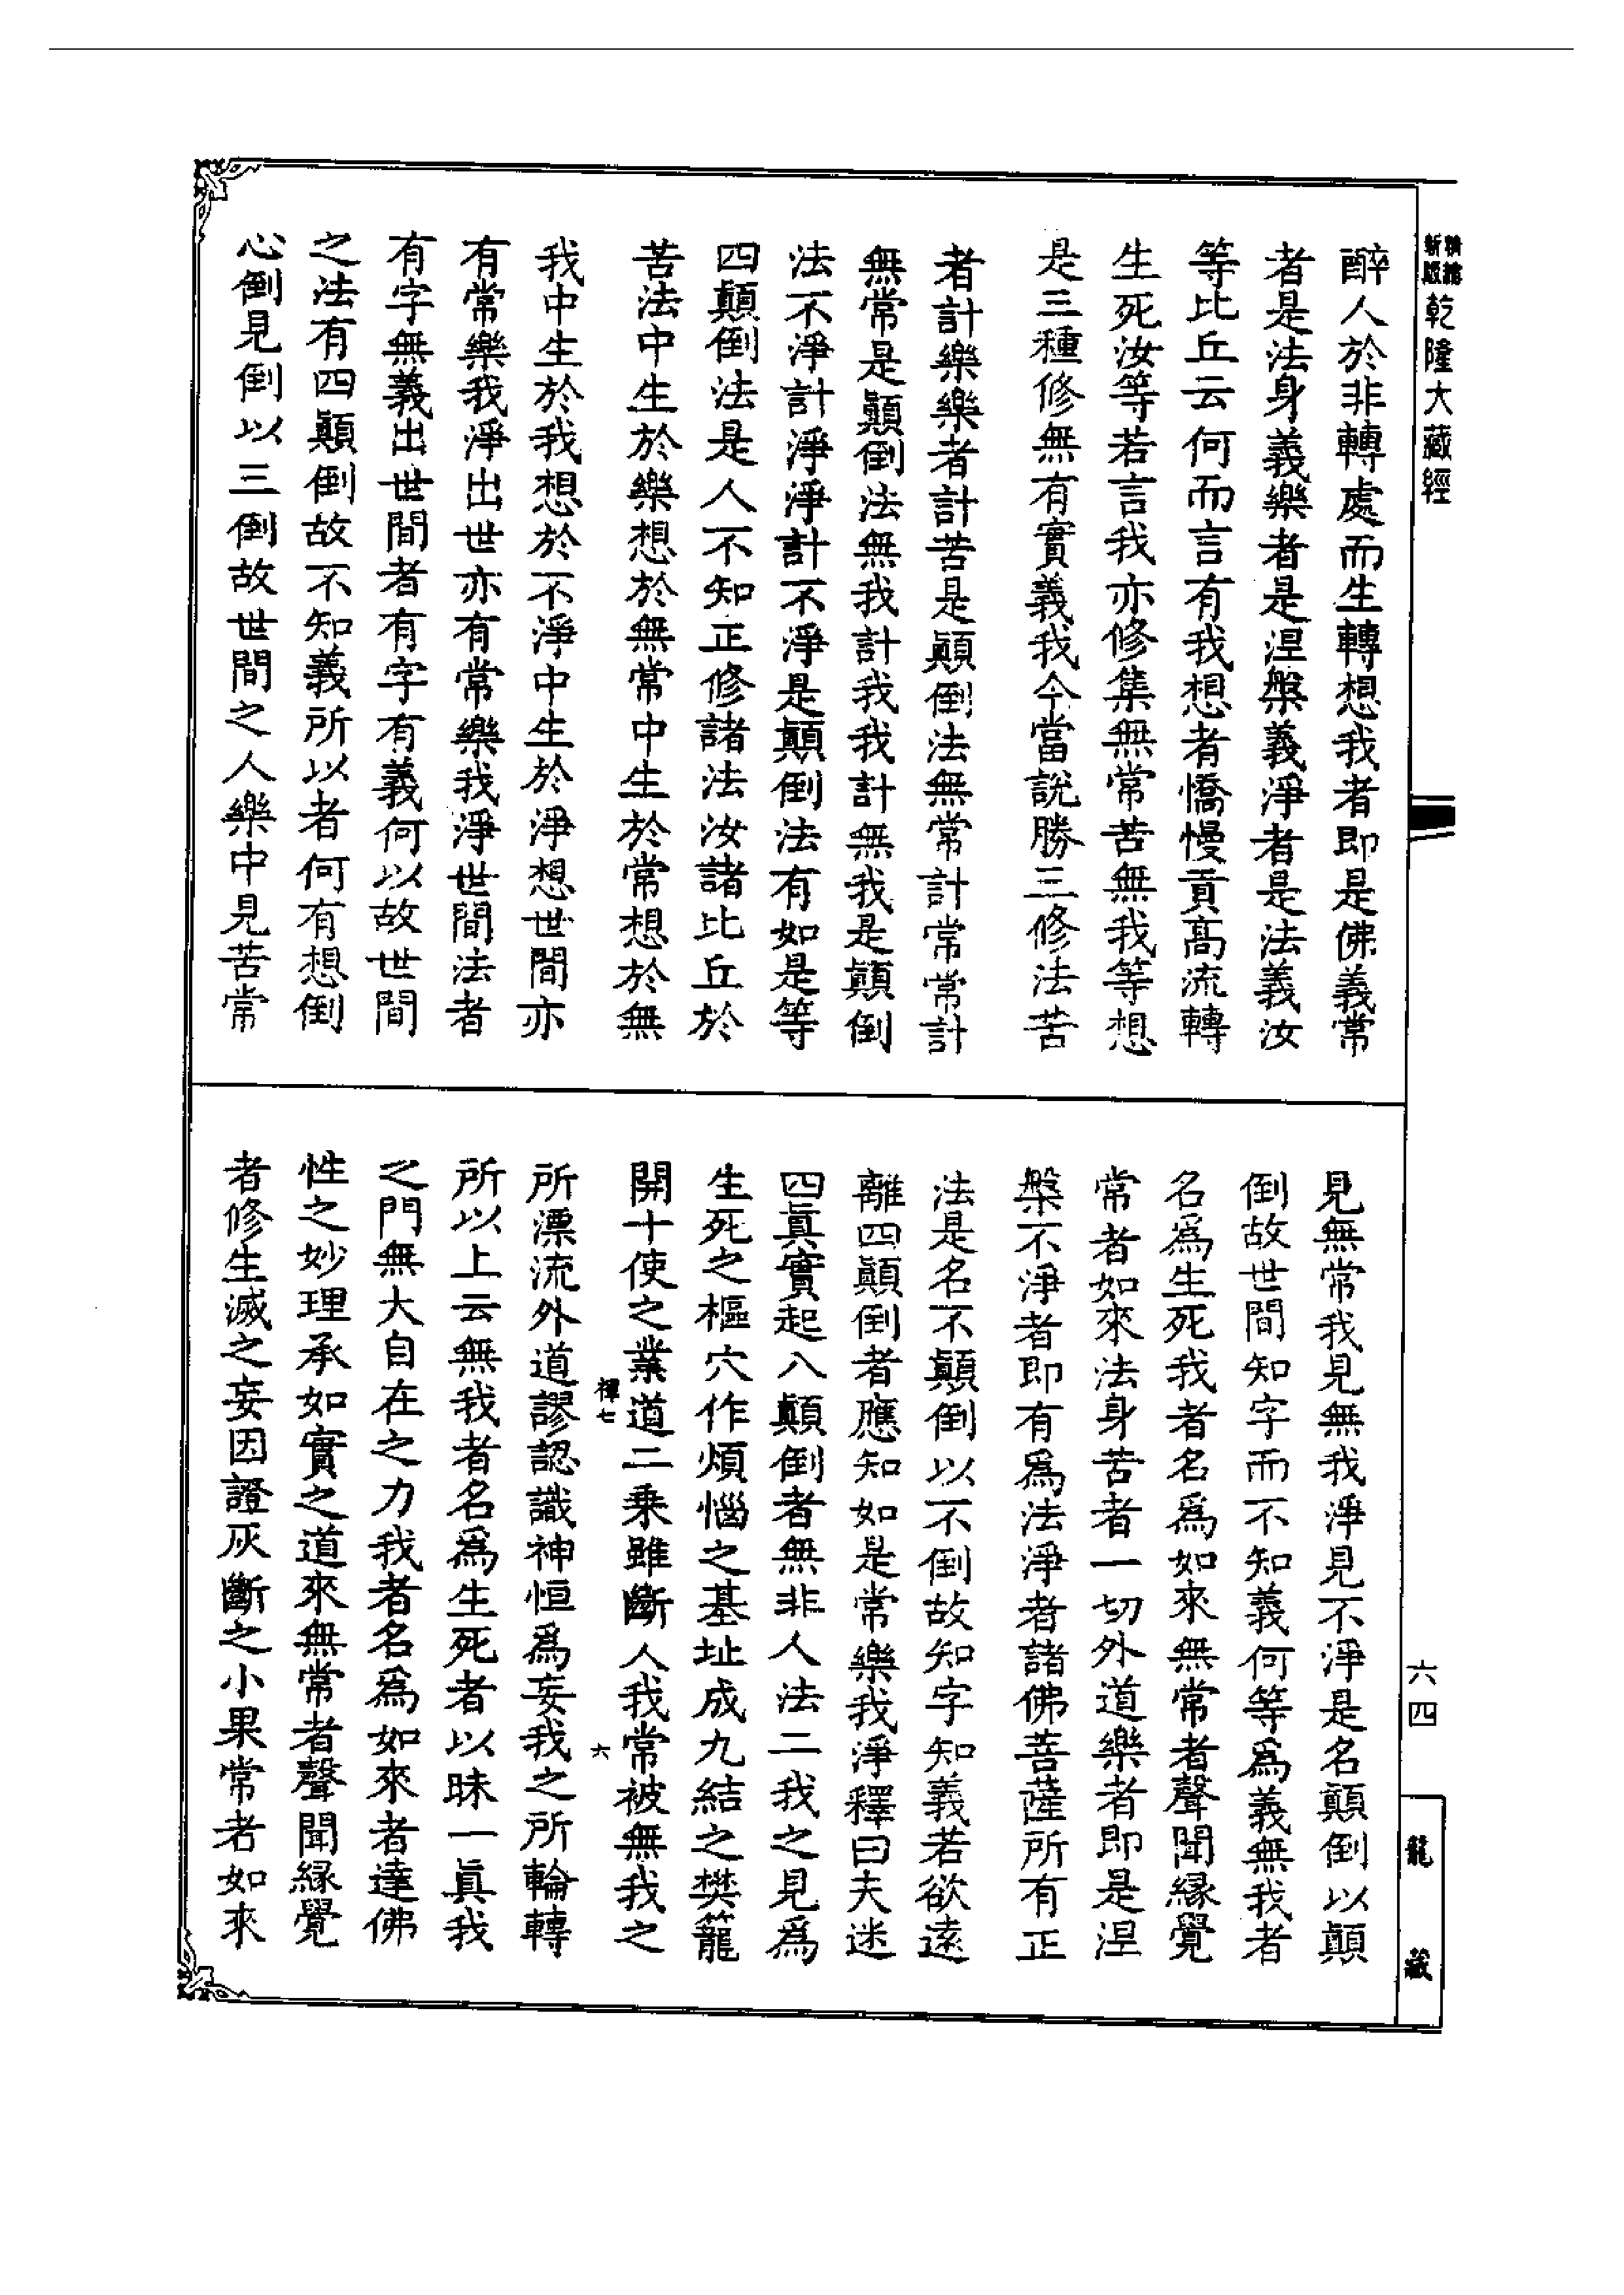 新版精縮乾隆大藏經
醉人於非轉處而生轉想我者即是佛義常
者是法身義樂者是涅槃義淨者是法義汝
等比丘云何而言有我想者憍慢貢高流轉
生死汝等若言我亦修集無常苦無我等想
是三種修無有實義我今當說勝三修法苦
者計樂樂者計苦是顚倒法無常計常常計
無常是顚倒法無我計我我計無我是顚倒
法不淨計淨淨計不淨是顚倒法有如是等
四顚倒法是人不知正修諸法汝諸比丘於
苦法中生於樂想於無常中生於常想於無
我中生於我想於不淨中生於淨想世間亦
有常樂我淨出世亦有常樂我淨世間法者
有字無義出世間者有字有義何以故世間
之法有四顚倒故不知義所以者何有想倒
心倒見倒以三倒故世間之人樂中見苦常
見無常我見無我淨見不淨是名顚倒以顚
倒故世間知字而不知義何等爲義無我者
名爲生死我者名爲如來無常者聲聞緣覺
常者如來法身苦者一切外道樂者即是涅
槃不淨者即有爲法淨者諸佛菩薩所有正
法是名不顚倒以不倒故知字知義若欲遠
離四顚倒者應知如是常樂我淨釋曰夫迷
四眞實起八顚倒者無非人法二我之見爲
生死之樞穴作煩惱之基址成九結之樊籠
開十使之業道二乗雖斷人我常被無我之
禪七 六
所漂流外道謬認識神恒爲妄我之所輪轉
所以上云無我者名爲生死者以昧一眞我
之門無大自在之力我者名爲如來者達佛
性之妙理承如實之道來無常者聲聞緣覺
者修生滅之妄因證灰斷之小果常者如來
六四
龍藏